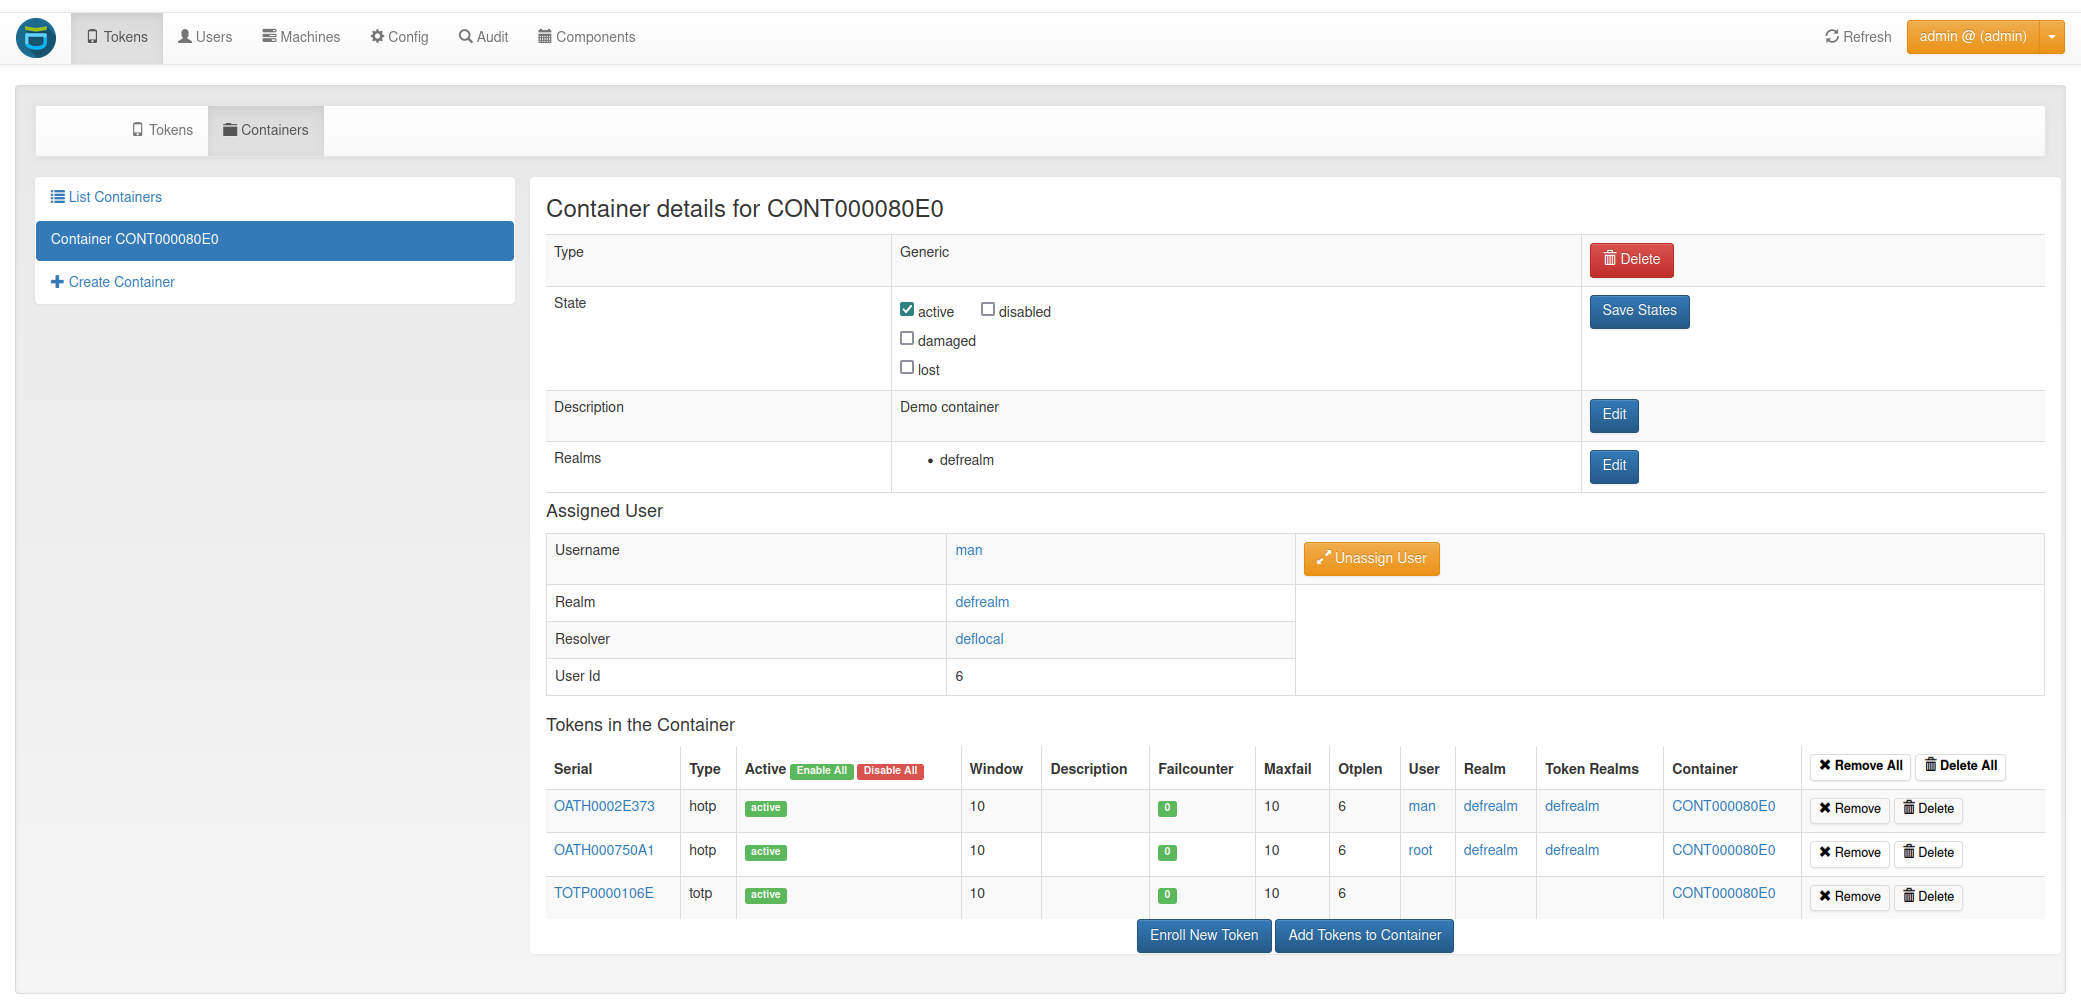 Tokens Users Machines Config Audit Components Refresh admin @ (admin)
Tokens Containers
List Containers
Container CONT000080E0
Create Container
Container details for CONT000080E0
Type Generic Delete
State active disabled Save States
damaged
lost
Description Demo container Edit
Realms • defrealm Edit
Assigned User
Username man Unassign User
Realm defrealm
Resolver deflocal
User Id 6
Tokens in the Container
Serial Type Active Enable All Disable All Window Description Failcounter Maxfail Otplen User Realm Token Realms Container Remove All Delete All
OATH0002E373 hotp active 10 0 10 6 man defrealm defrealm CONT000080E0 Remove Delete
OATH000750A1 hotp active 10 0 10 6 root defrealm defrealm CONT000080E0 Remove Delete
TOTP0000106E totp active 10 0 10 6 CONT000080E0 Remove Delete
Enroll New Token Add Tokens to Container